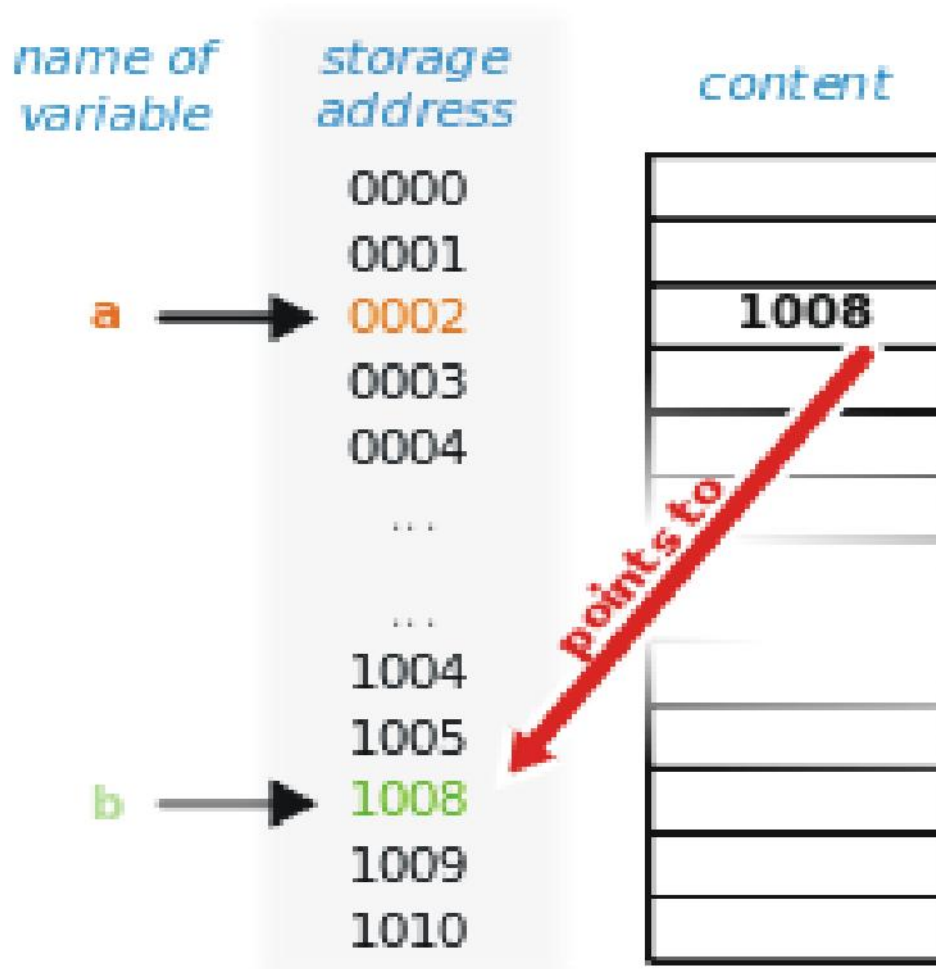 name of
variable
storage
address
content
0000
0001
a
0002
1008
0003
0004
...
points to
...
1004
1005
b
1008
1009
1010